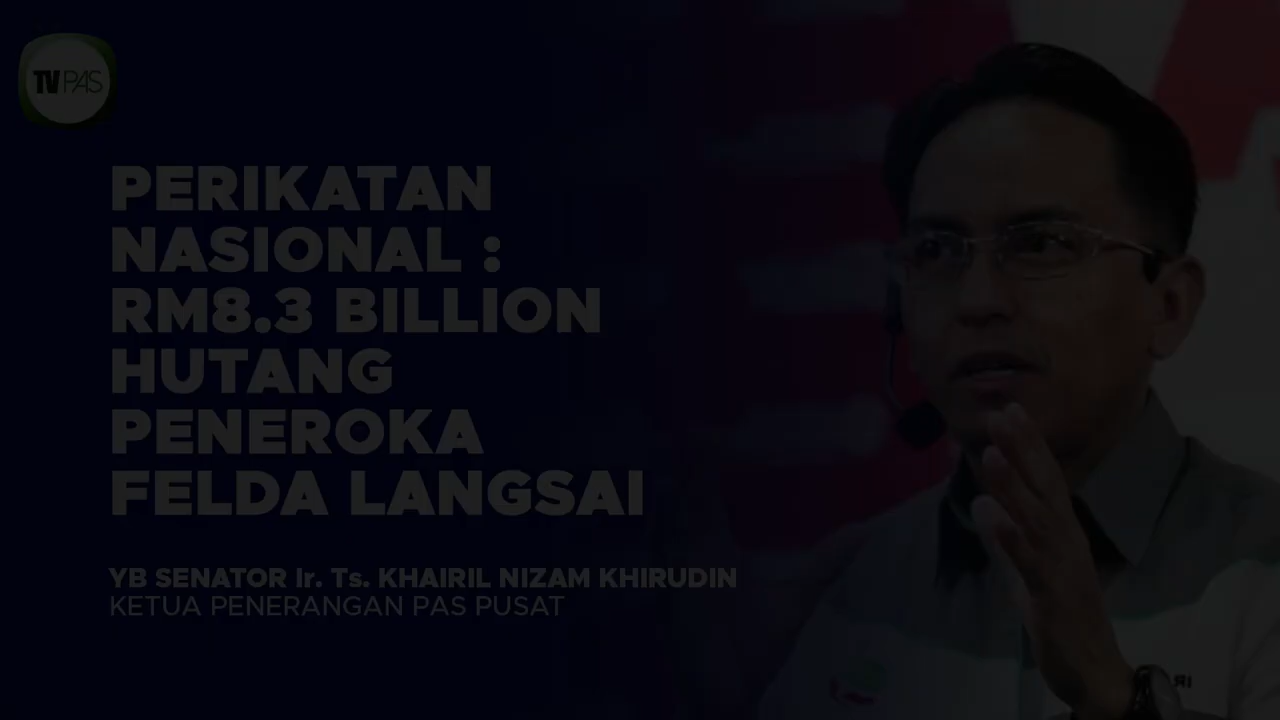 TV PAS
PERIKATAN
NASIONAL :
RM8.3 BILLION
HUTANG
PENEROKA
FELDA LANGSAI
YB SENATOR Ir. Ts. KHAIRIL NIZAM KHIRUDIN
KETUA PENERANGAN PAS PUSAT